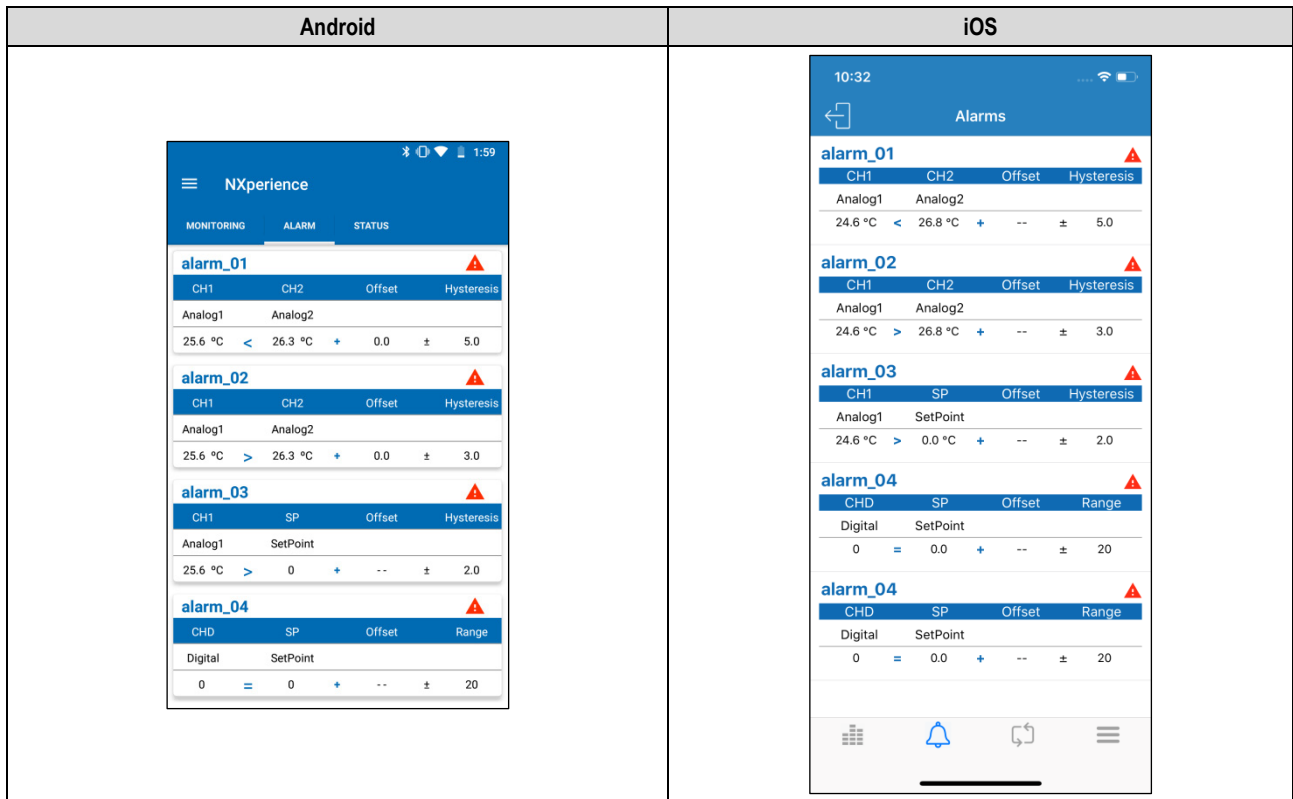 Android
iOS
1:59
NXperience
MONITORING ALARM STATUS
alarm_01
CH1 CH2 Offset Hysteresis
Analog1 Analog2
25.6 ºC < 26.3 ºC + 0.0 ± 5.0
alarm_02
CH1 CH2 Offset Hysteresis
Analog1 Analog2
25.6 ºC > 26.3 ºC + 0.0 ± 3.0
alarm_03
CH1 SP Offset Hysteresis
Analog1 SetPoint
25.6 ºC > 0 + -- ± 2.0
alarm_04
CHD SP Offset Range
Digital SetPoint
0 = 0 + -- ± 20
10:32
Alarms
alarm_01
CH1 CH2 Offset Hysteresis
Analog1 Analog2
24.6 °C < 26.8 °C + -- ± 5.0
alarm_02
CH1 CH2 Offset Hysteresis
Analog1 Analog2
24.6 °C > 26.8 °C + -- ± 3.0
alarm_03
CH1 SP Offset Hysteresis
Analog1 SetPoint
24.6 °C > 0.0 °C + -- ± 2.0
alarm_04
CHD SP Offset Range
Digital SetPoint
0 = 0.0 + -- ± 20
alarm_04
CHD SP Offset Range
Digital SetPoint
0 = 0.0 + -- ± 20